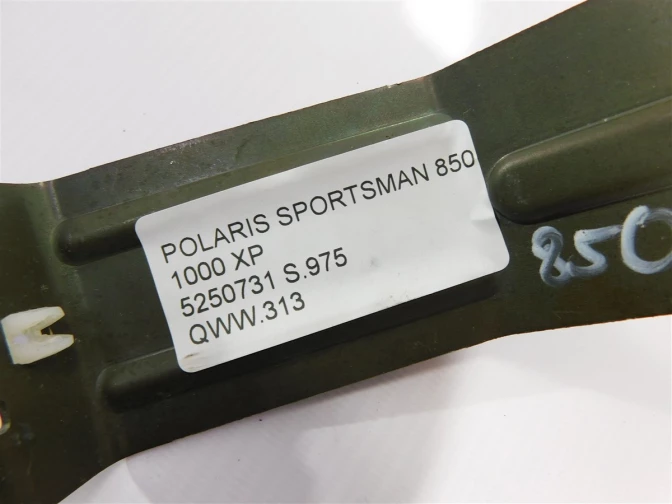 POLARIS SPORTSMAN 850
1000 XP
5250731 S.975
QWW.313
850